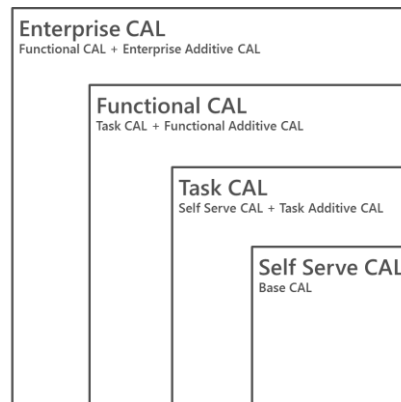 Enterprise CAL
Functional CAL + Enterprise Additive CAL
Functional CAL
Task CAL + Functional Additive CAL
Task CAL
Self Serve CAL + Task Additive CAL
Self Serve CAL
Base CAL